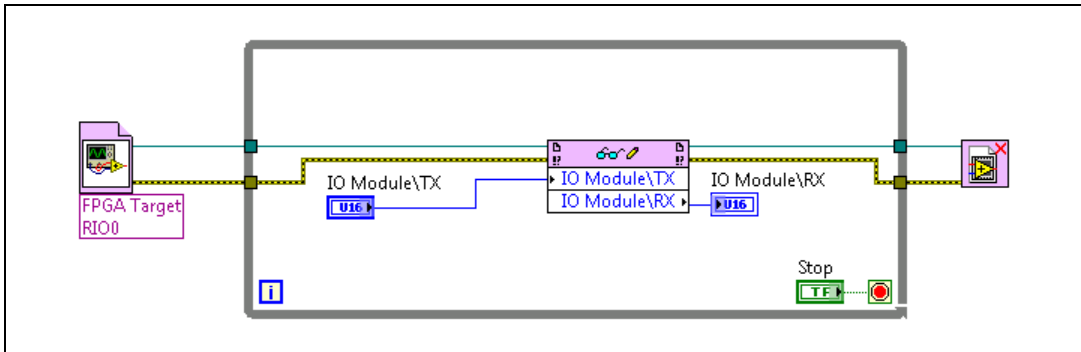 IO Module\TX
IO Module\TX
IO Module\RX
IO Module\RX
U16
U16
FPGA Target
RIO0
Stop
TF
i